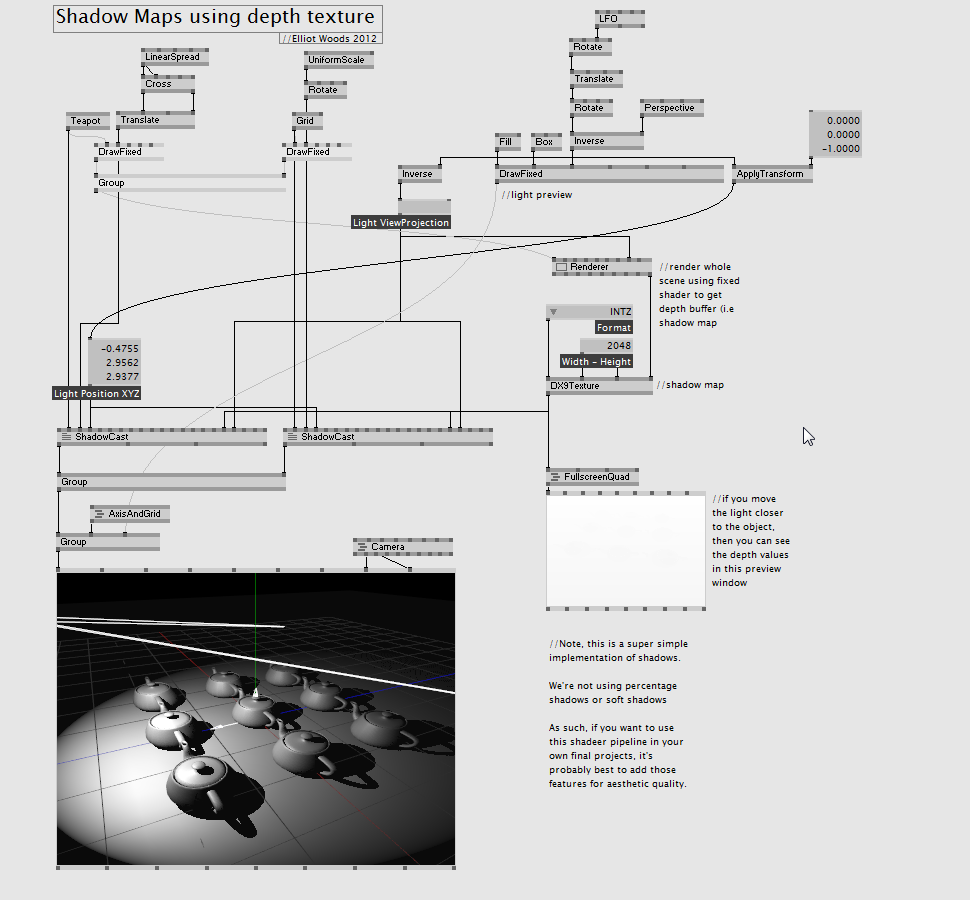 Shadow Maps using depth texture
//Elliot Woods 2012
LFO
LinearSpread
UniformScale
Rotate
Cross
Rotate
Translate
Teapot
Translate
Grid
Rotate
Perspective
0.0000
0.0000
-1.0000
Fill
Box
Inverse
DrawFixed
DrawFixed
Group
Inverse
DrawFixed
ApplyTransform
//light preview
Light ViewProjection
Renderer
//render whole
scene using fixed
shader to get
depth buffer (i.e
shadow map
INTZ
Format
2048
Width - Height
DX9Texture
//shadow map
-0.4755
2.9562
2.9377
Light Position XYZ
ShadowCast
ShadowCast
Group
FullscreenQuad
AxisAndGrid
Group
Camera
//if you move
the light closer
to the object,
then you can see
the depth values
in this preview
window
//Note, this is a super simple
implementation of shadows.
We're not using percentage
shadows or soft shadows
As such, if you want to use
this shadeer pipeline in your
own final projects, it's
probably best to add those
features for aesthetic quality.